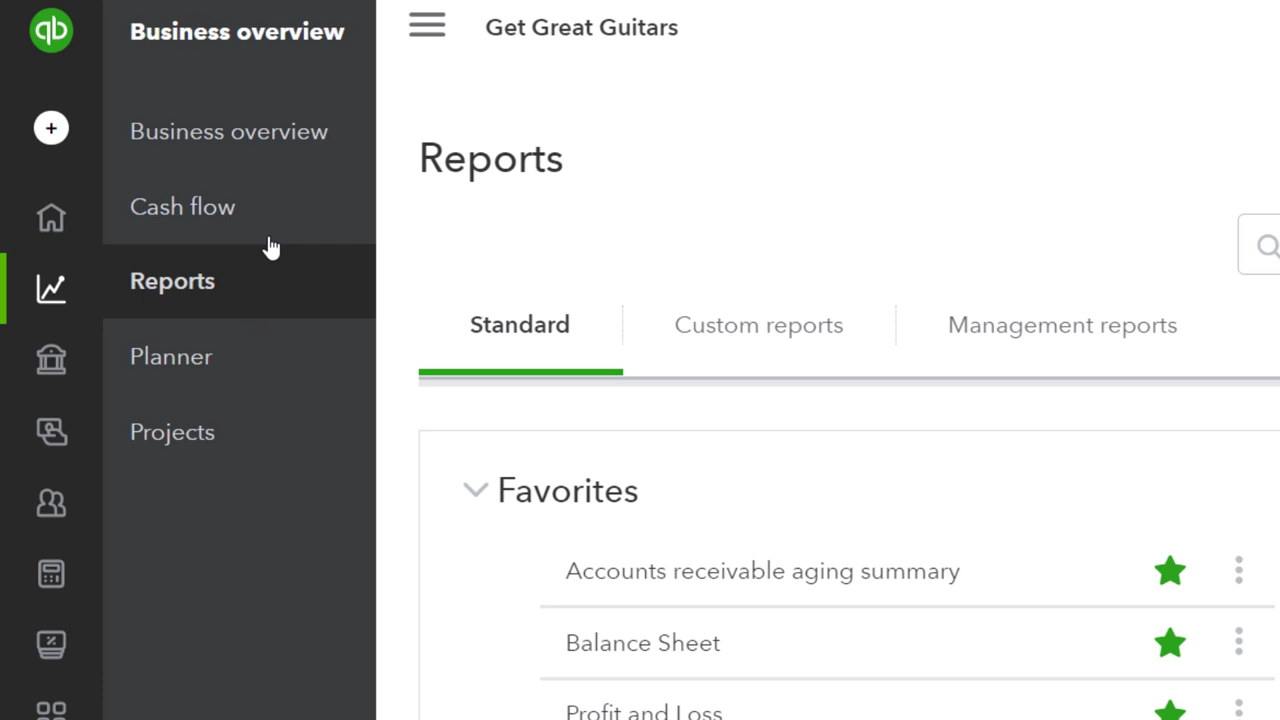 qb
Business overview
Business overview
Cash flow
Reports
Planner
Projects
Get Great Guitars
Reports
Standard
Custom reports
Management reports
Favorites
Accounts receivable aging summary
Balance Sheet
Profit and Loss